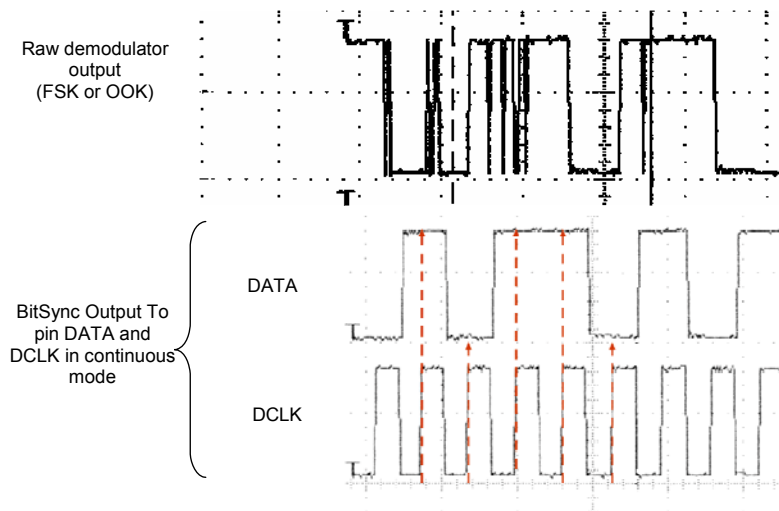 Raw demodulator
output
(FSK or OOK)
BitSync Output To
pin DATA and
DCLK in continuous
mode
DATA
DCLK